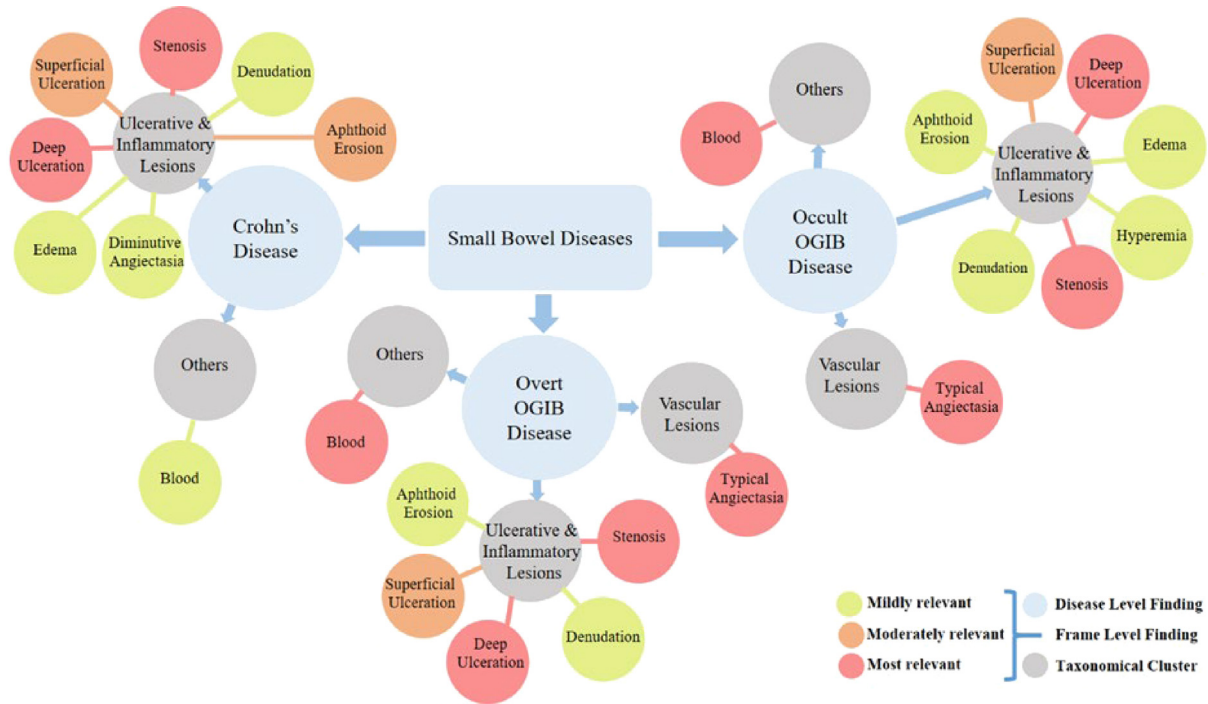 Stenosis
Superficial
Ulceration
Denudation
Ulcerative &
Inflammatory
Lesions
Aphthoid
Erosion
Deep
Ulceration
Edema
Diminutive
Angiectasia
Crohn's
Disease
Others
Blood
Small Bowel Diseases
Others
Blood
Overt
OGIB
Disease
Vascular
Lesions
Typical
Angiectasia
Aphthoid
Erosion
Ulcerative &
Inflammatory
Lesions
Stenosis
Superficial
Ulceration
Deep
Ulceration
Denudation
Others
Blood
Occult
OGIB
Disease
Superficial
Ulceration
Deep
Ulceration
Aphthoid
Erosion
Ulcerative &
Inflammatory
Lesions
Edema
Hyperemia
Denudation
Stenosis
Vascular
Lesions
Typical
Angiectasia
Mildly relevant
Moderately relevant
Most relevant
Disease Level Finding
Frame Level Finding
Taxonomical Cluster